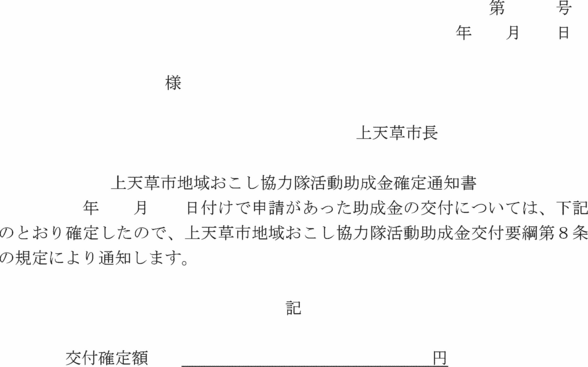 第　　　号
年　　月　　日
様
上天草市長
上天草市地域おこし協力隊活動助成金確定通知書
年　　月　　日付けで申請があった助成金の交付については、下記
のとおり確定したので、上天草市地域おこし協力隊活動助成金交付要綱第８条
の規定により通知します。
記
交付確定額　　　　　　　　　　　　　　　　　円